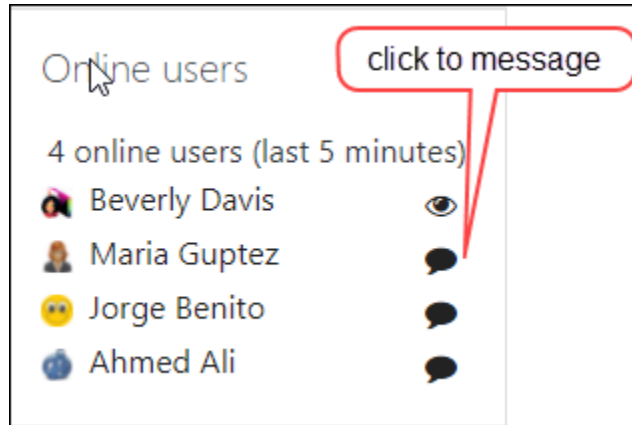 Online users
click to message
4 online users (last 5 minutes)
Beverly Davis
Maria Guptez
Jorge Benito
Ahmed Ali